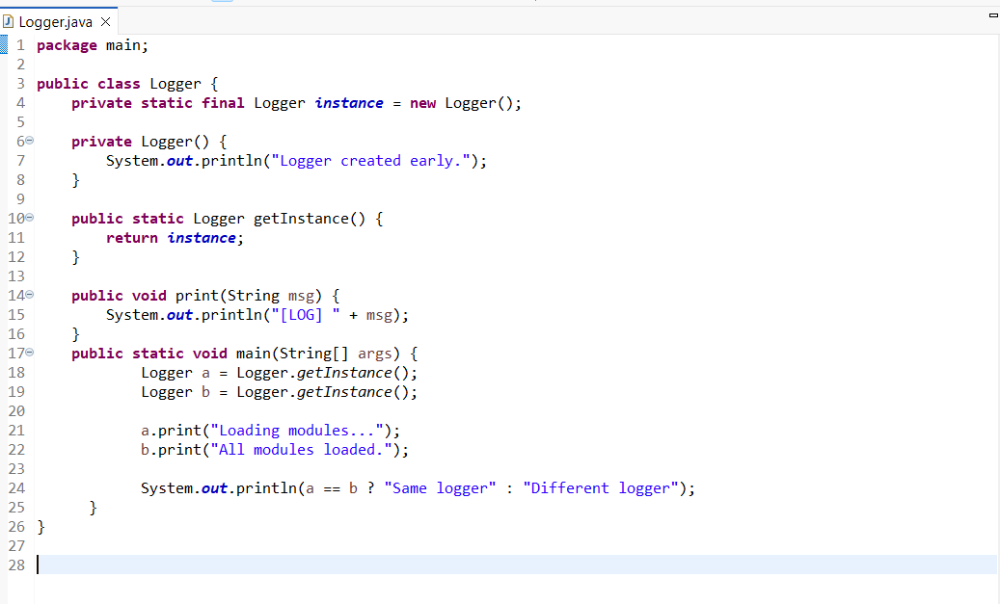 Logger.java
1 package main;
2
3 public class Logger {
4     private static final Logger instance = new Logger();
5
6     private Logger() {
7         System.out.println("Logger created early.");
8     }
9
10     public static Logger getInstance() {
11         return instance;
12     }
13
14     public void print(String msg) {
15         System.out.println("[LOG] " + msg);
16     }
17     public static void main(String[] args) {
18             Logger a = Logger.getInstance();
19             Logger b = Logger.getInstance();
20
21             a.print("Loading modules...");
22             b.print("All modules loaded.");
23
24             System.out.println(a == b ? "Same logger" : "Different logger");
25       }
26 }
27
28